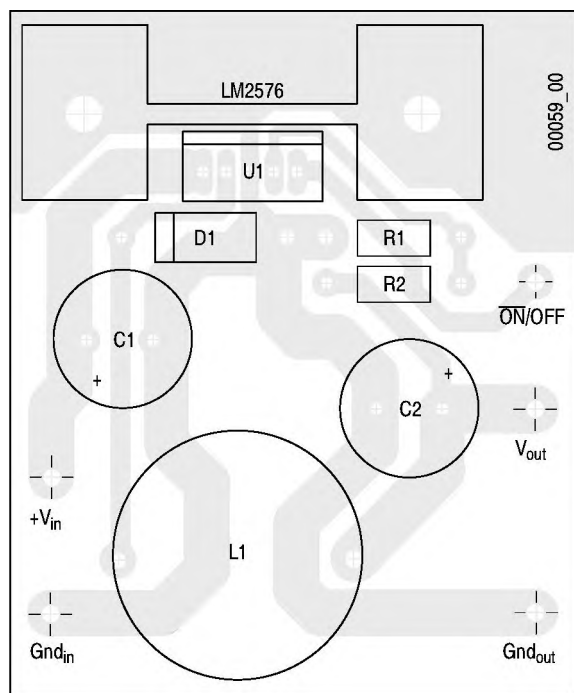 LM2576
00059_00
U1
D1
R1
R2
C1
+
ON/OFF
+
C2
Vout
+Vin
L1
Gndin
Gndout